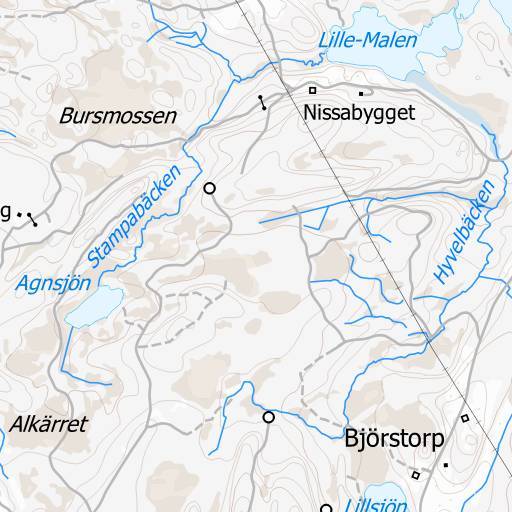 Lille-Malen
Bursmossen
Nissabygget
Stampabäcken
g
Hyvelbäcken
Agnsjön
Alkärret
Björstorp
Lillsjön